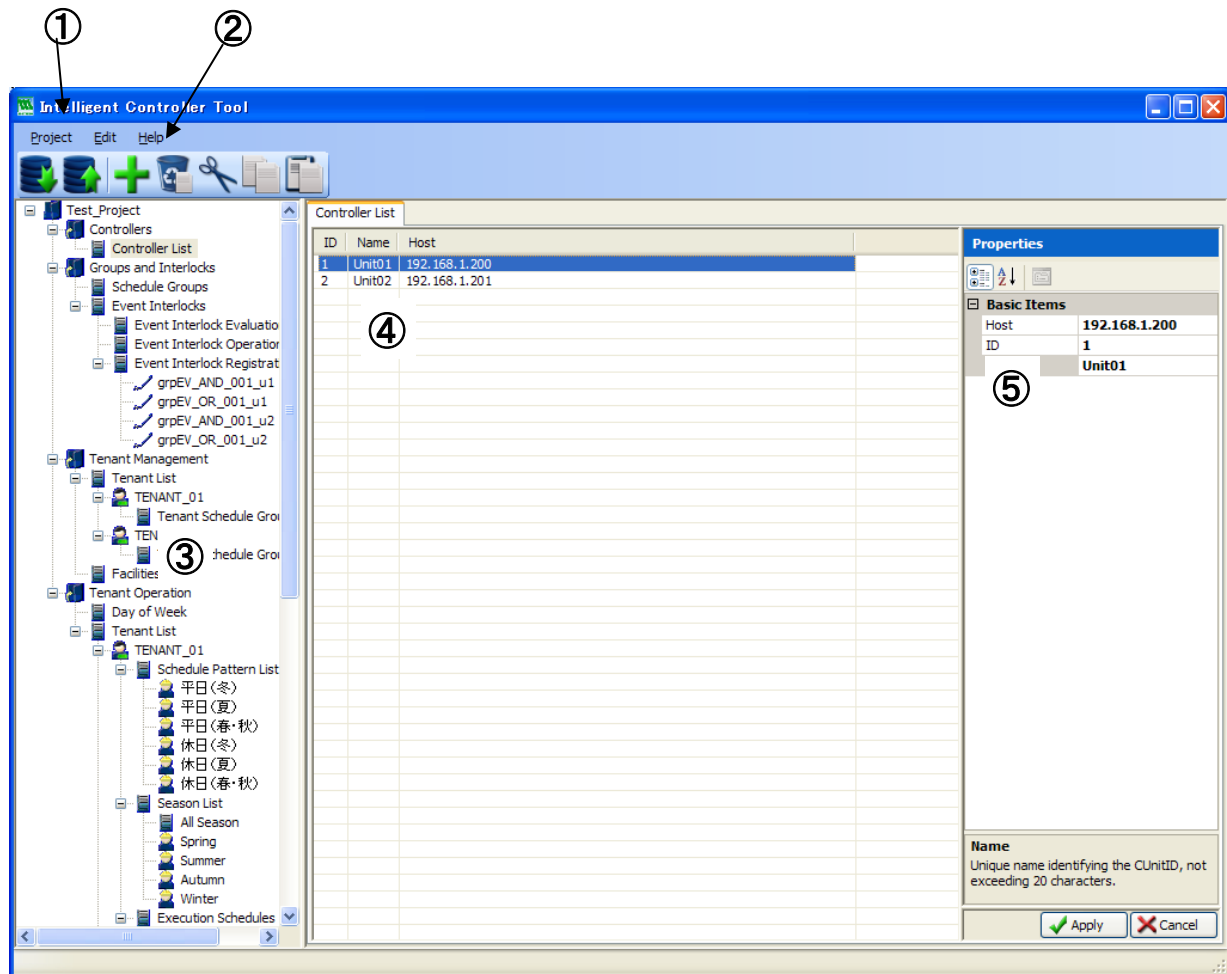 ① ②
Intelligent Controller Tool
Project Edit Help
Test_Project
Controllers
Controller List
Groups and Interlocks
Schedule Groups
Event Interlocks
Event Interlock Evaluatio
Event Interlock Operation
Event Interlock Registrat
grpEV_AND_001_u1
grpEV_OR_001_u1
grpEV_AND_001_u2
grpEV_OR_001_u2
Tenant Management
Tenant List
TENANT_01
Tenant Schedule Grou
TEN
③ hedule Grou
Facilities
Tenant Operation
Day of Week
Tenant List
TENANT_01
Schedule Pattern List
平日(冬)
平日(夏)
平日(春・秋)
休日(冬)
休日(夏)
休日(春・秋)
Season List
All Season
Spring
Summer
Autumn
Winter
Execution Schedules
Controller List
ID Name Host
1 Unit01 192.168.1.200
2 Unit02 192.168.1.201
④
Properties
Basic Items
Host 192.168.1.200
ID 1
Unit01
⑤
Name
Unique name identifying the CUnitID, not
exceeding 20 characters.
Apply Cancel